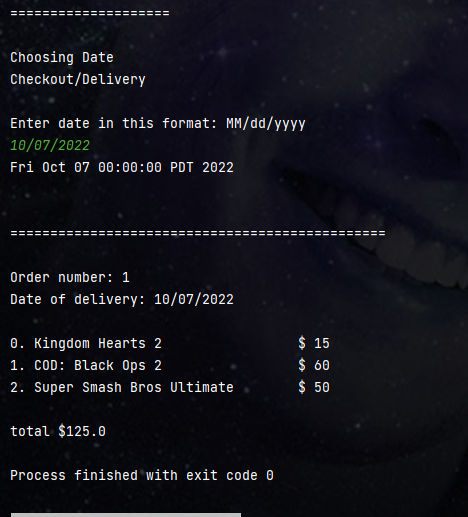 ====================
Choosing Date
Checkout/Delivery
Enter date in this format: MM/dd/yyyy
10/07/2022
Fri Oct 07 00:00:00 PDT 2022
===============================================
Order number: 1
Date of delivery: 10/07/2022
0. Kingdom Hearts 2                 $ 15
1. COD: Black Ops 2                 $ 60
2. Super Smash Bros Ultimate        $ 50
total $125.0
Process finished with exit code 0